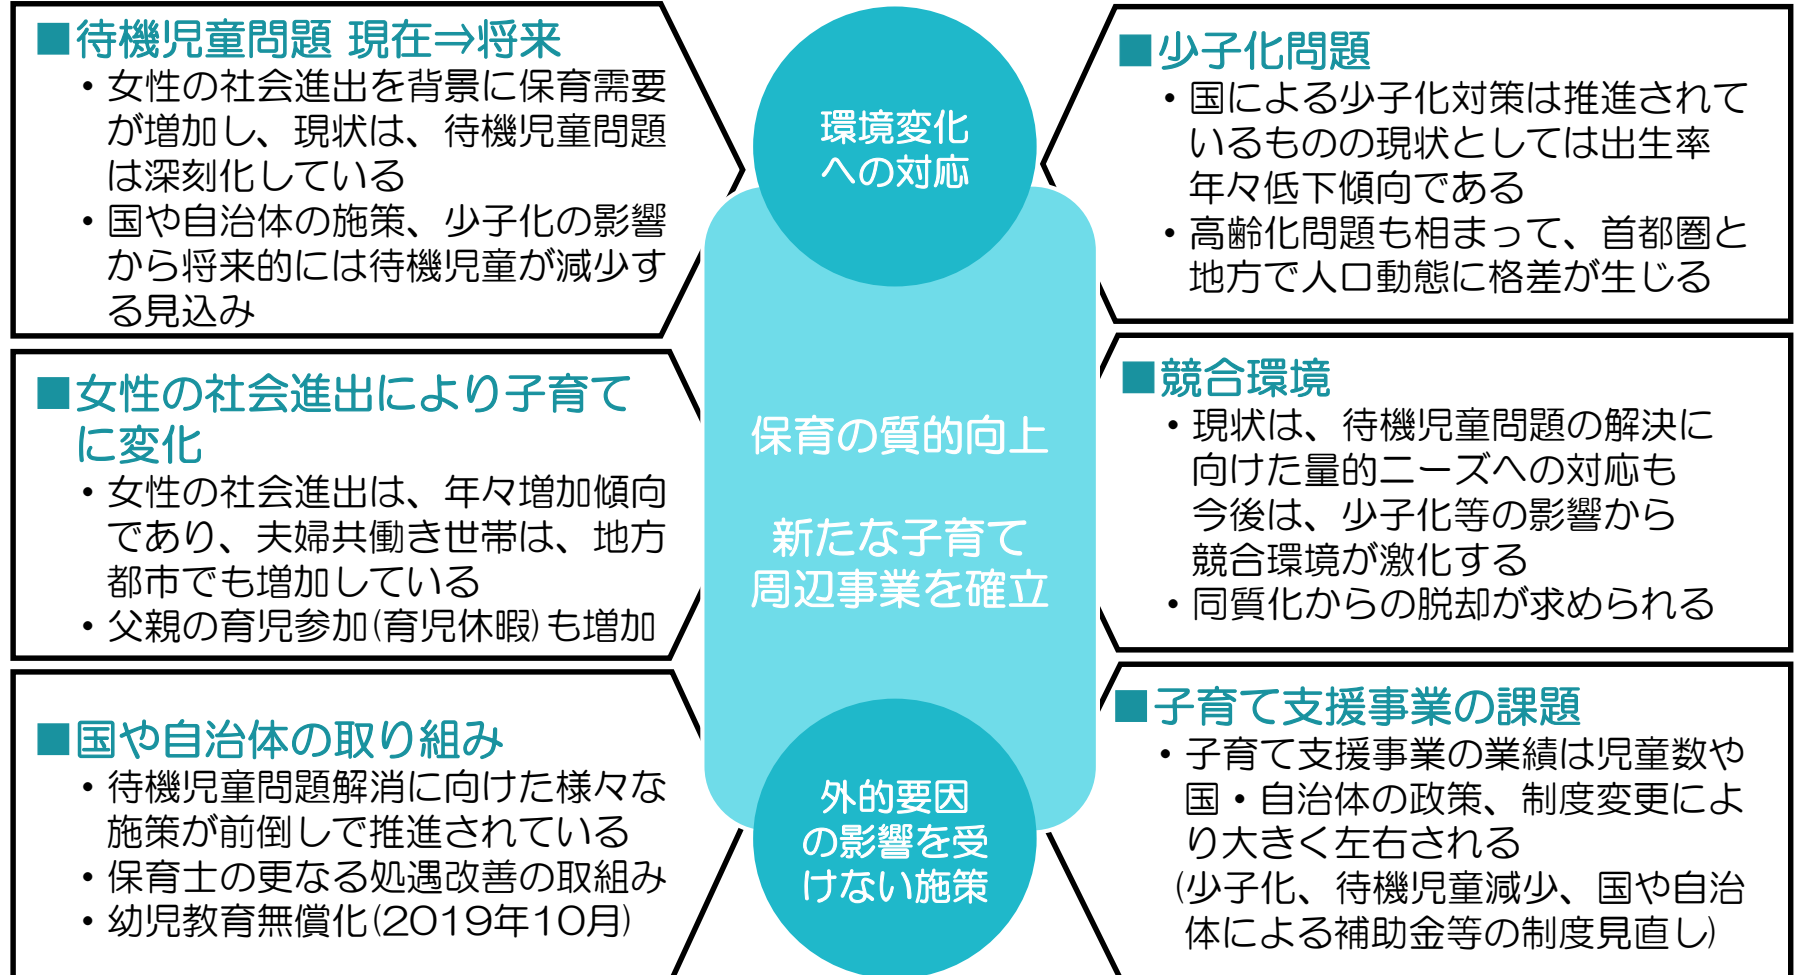 ■待機児童問題 現在⇒将来
・女性の社会進出を背景に保育需要
が増加し、現状は、待機児童問題
は深刻化している
・国や自治体の施策、少子化の影響
から将来的には待機児童が減少す
る見込み
■女性の社会進出により子育て
に変化
・女性の社会進出は、年々増加傾向
であり、夫婦共働き世帯は、地方
都市でも増加している
・父親の育児参加(育児休暇)も増加
■国や自治体の取り組み
・待機児童問題解消に向けた様々な
施策が前倒しで推進されている
・保育士の更なる処遇改善の取組み
・幼児教育無償化(2019年10月)
環境変化
への対応
保育の質的向上
新たな子育て
周辺事業を確立
外的要因
の影響を受
けない施策
■少子化問題
・国による少子化対策は推進されて
いるものの現状としては出生率
年々低下傾向である
・高齢化問題も相まって、首都圏と
地方で人口動態に格差が生じる
■競合環境
・現状は、待機児童問題の解決に
向けた量的ニーズへの対応も
今後は、少子化等の影響から
競合環境が激化する
・同質化からの脱却が求められる
■子育て支援事業の課題
・子育て支援事業の業績は児童数や
国・自治体の政策、制度変更によ
り大きく左右される
(少子化、待機児童減少、国や自治
体による補助金等の制度見直し)